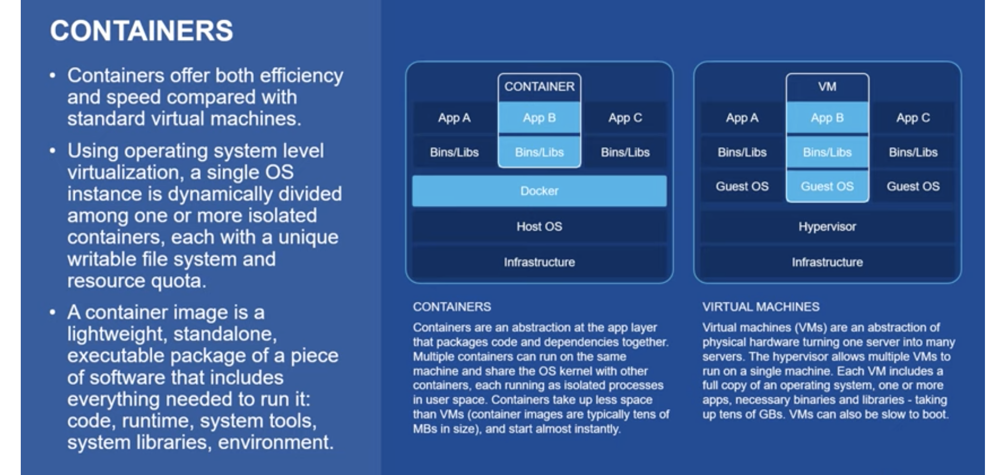 CONTAINERS
• Containers offer both efficiency
and speed compared with
standard virtual machines.
• Using operating system level
virtualization, a single OS
instance is dynamically divided
among one or more isolated
containers, each with a unique
writable file system and
resource quota.
• A container image is a
lightweight, standalone,
executable package of a piece
of software that includes
everything needed to run it:
code, runtime, system tools,
system libraries, environment.
CONTAINER
App A App B App C
Bins/Libs Bins/Libs Bins/Libs
Docker
Host OS
Infrastructure
CONTAINERS
Containers are an abstraction at the app layer
that packages code and dependencies together.
Multiple containers can run on the same
machine and share the OS kernel with other
containers, each running as isolated processes
in user space. Containers take up less space
than VMs (container images are typically tens of
MBs in size), and start almost instantly.
VM
App A App B App C
Bins/Libs Bins/Libs Bins/Libs
Guest OS Guest OS Guest OS
Hypervisor
Infrastructure
VIRTUAL MACHINES
Virtual machines (VMs) are an abstraction of
physical hardware turning one server into many
servers. The hypervisor allows multiple VMs to
run on a single machine. Each VM includes a
full copy of an operating system, one or more
apps, necessary binaries and libraries - taking
up tens of GBs. VMs can also be slow to boot.